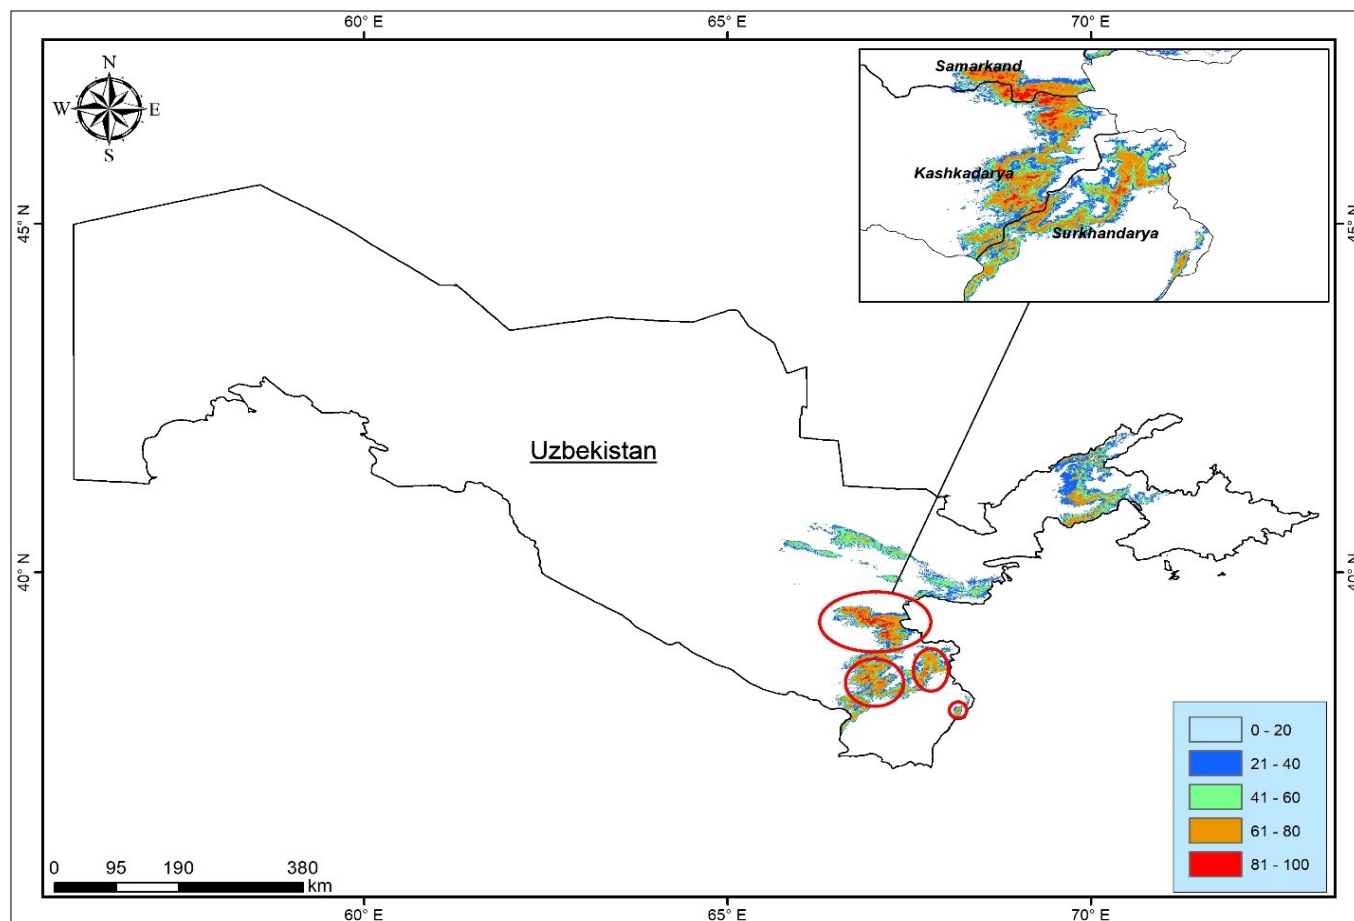 60° E 65° E 70° E
N
W E
S
Samarkand
Kashkadarya
Surkhandarya
45° N 45° N
Uzbekistan
40° N 40° N
0 - 20
21 - 40
41 - 60
61 - 80
81 - 100
0 95 190 380
km
60° E 65° E 70° E